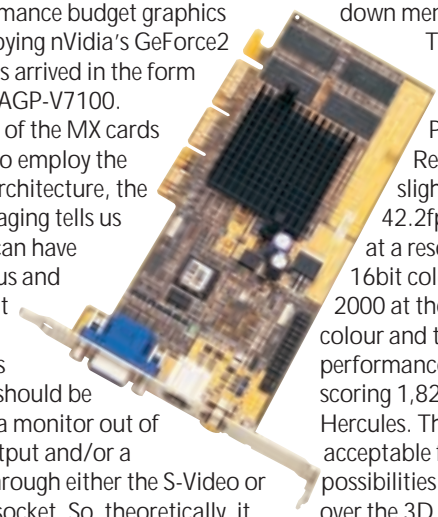 mance budget graphics
oying nVidia's GeForce2
s arrived in the form
AGP-V7100.
of the MX cards
o employ the
rchitecture, the
aging tells us
can have
us and
t
s
should be
a monitor out of
tput and/or a
hrough either the S-Video or
socket. So, theoretically, it
down mem
T
P
Re
sligh
42.2fp
at a reso
16bit col
2000 at the
colour and t
performance
scoring 1,82
Hercules. Th
acceptable f
possibilities
over the 3D